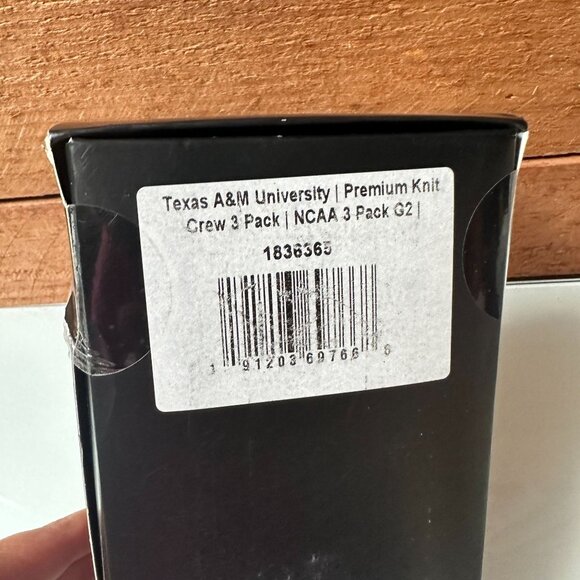 Texas A&M University | Premium Knit
Crew 3 Pack | NCAA 3 Pack G2 |
1836365
1 91203 69766 6